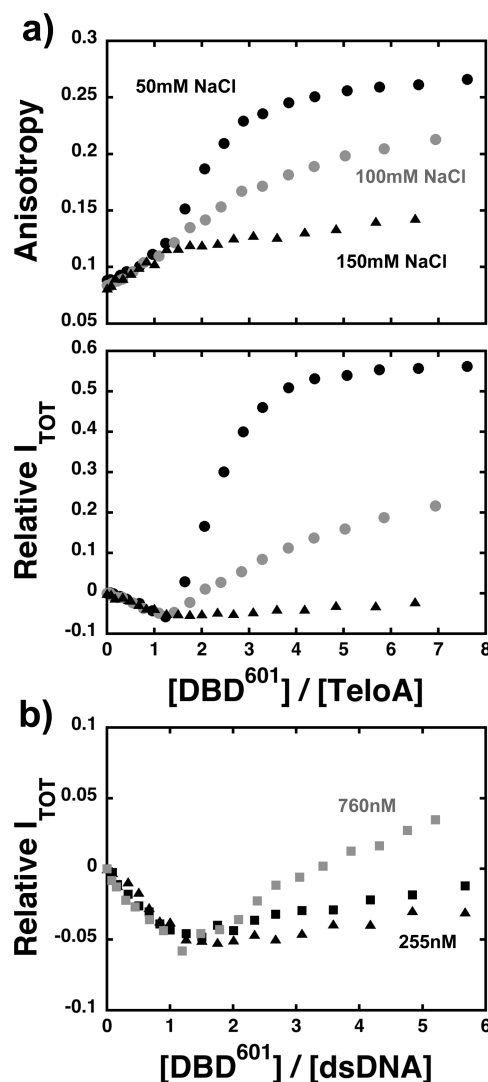 a)
0.3
0.25
0.2
0.15
0.1
0.05
Anisotropy
50mM NaCl
100mM NaCl
150mM NaCl
0.5
0.4
0.3
0.2
0.1
0
-0.1
Relative I_TOT
0 1 2 3 4 5 6 7 8
[DBD^601] / [TeloA]
b)
0.1
0.05
0
-0.05
-0.1
Relative I_TOT
760nM
255nM
0 1 2 3 4 5 6
[DBD^601] / [dsDNA]